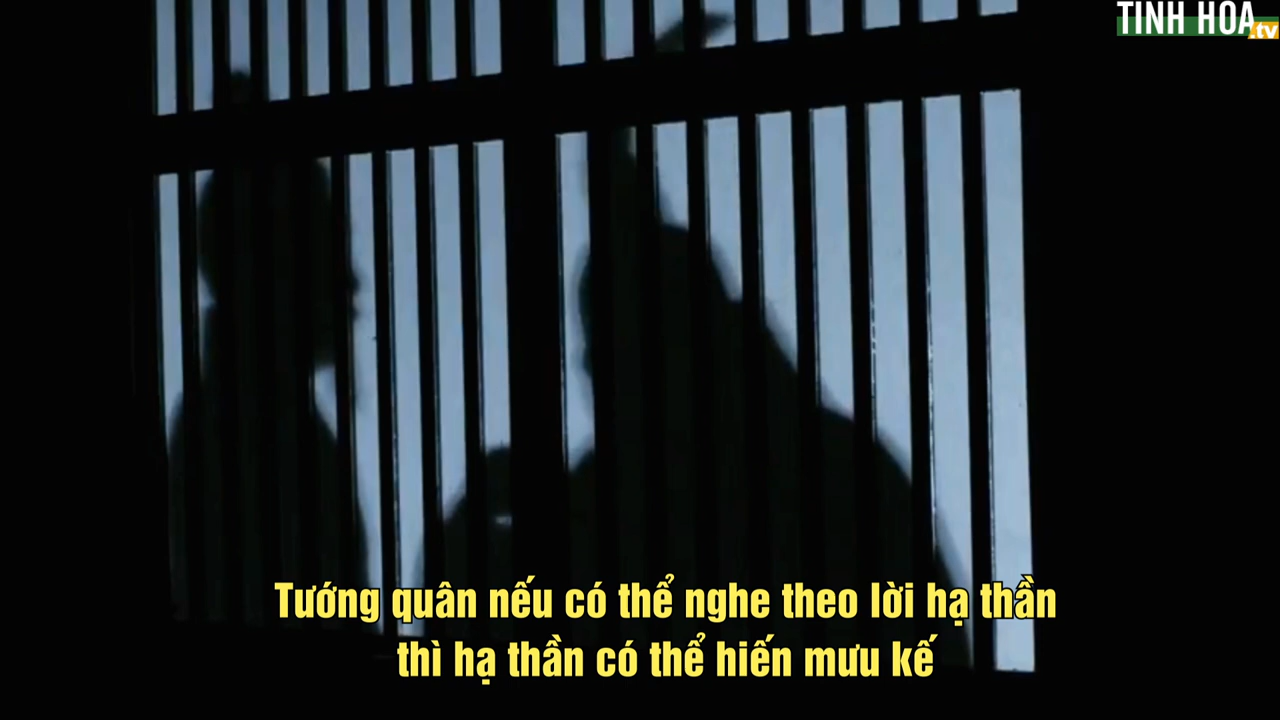 TINH HOA
.tv
Tướng quân nếu có thể nghe theo lời hạ thần
thì hạ thần có thể hiến mưu kế